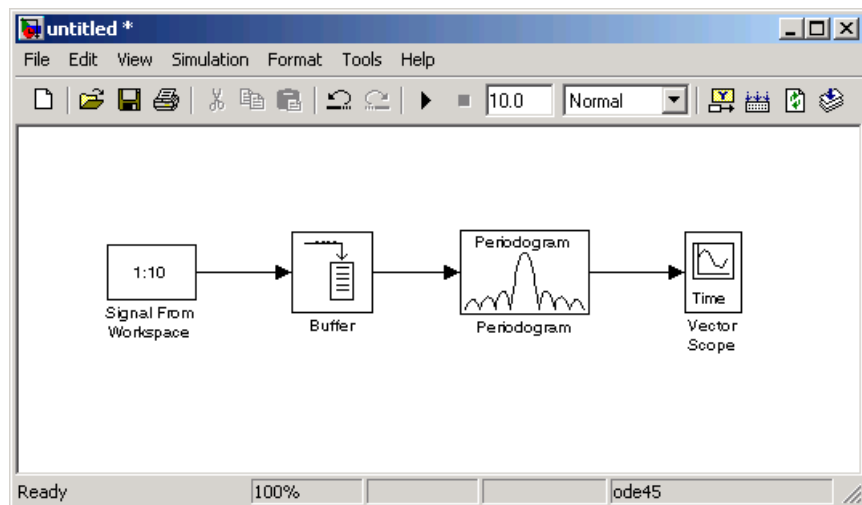 untitled *
File Edit View Simulation Format Tools Help
10.0 Normal
Periodogram
1:10
Time
Signal From
Workspace
Buffer
Periodogram
Vector
Scope
Ready 100% ode45